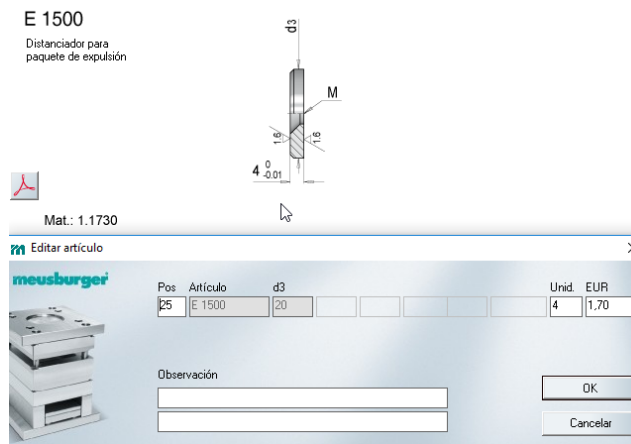 E 1500
Distanciador para
paquete de expulsión
d3
M
1.6
1.6
4 0
-0.01
Mat.: 1.1730
Editar artículo
meusburger
Pos Artículo d3 Unid. EUR
25 E 1500 20 4 1,70
Observación
OK
Cancelar